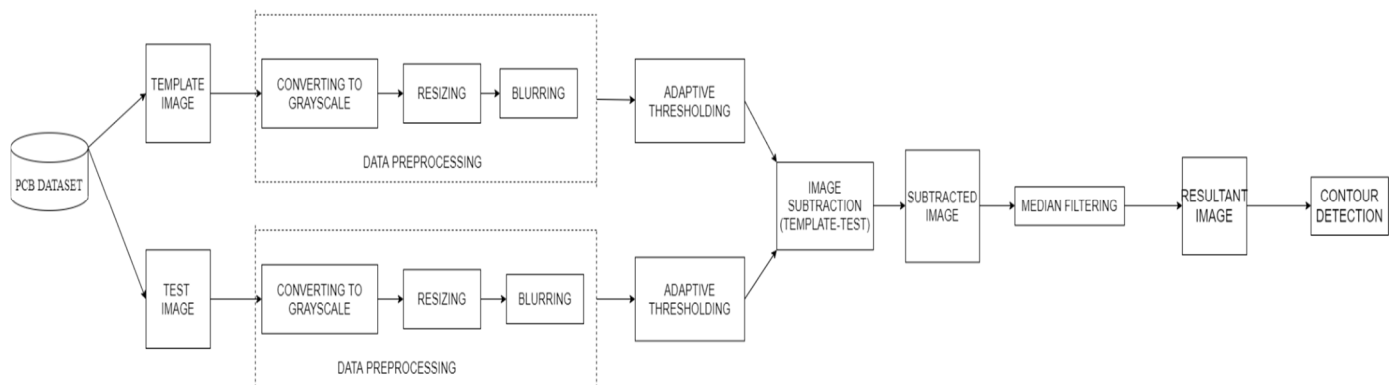 PCB DATASET
TEMPLATE
IMAGE
CONVERTING TO
GRAYSCALE
RESIZING
BLURRING
DATA PREPROCESSING
ADAPTIVE
THRESHOLDING
TEST
IMAGE
CONVERTING TO
GRAYSCALE
RESIZING
BLURRING
DATA PREPROCESSING
ADAPTIVE
THRESHOLDING
IMAGE
SUBTRACTION
(TEMPLATE-TEST)
SUBTRACTED
IMAGE
MEDIAN FILTERING
RESULTANT
IMAGE
CONTOUR
DETECTION